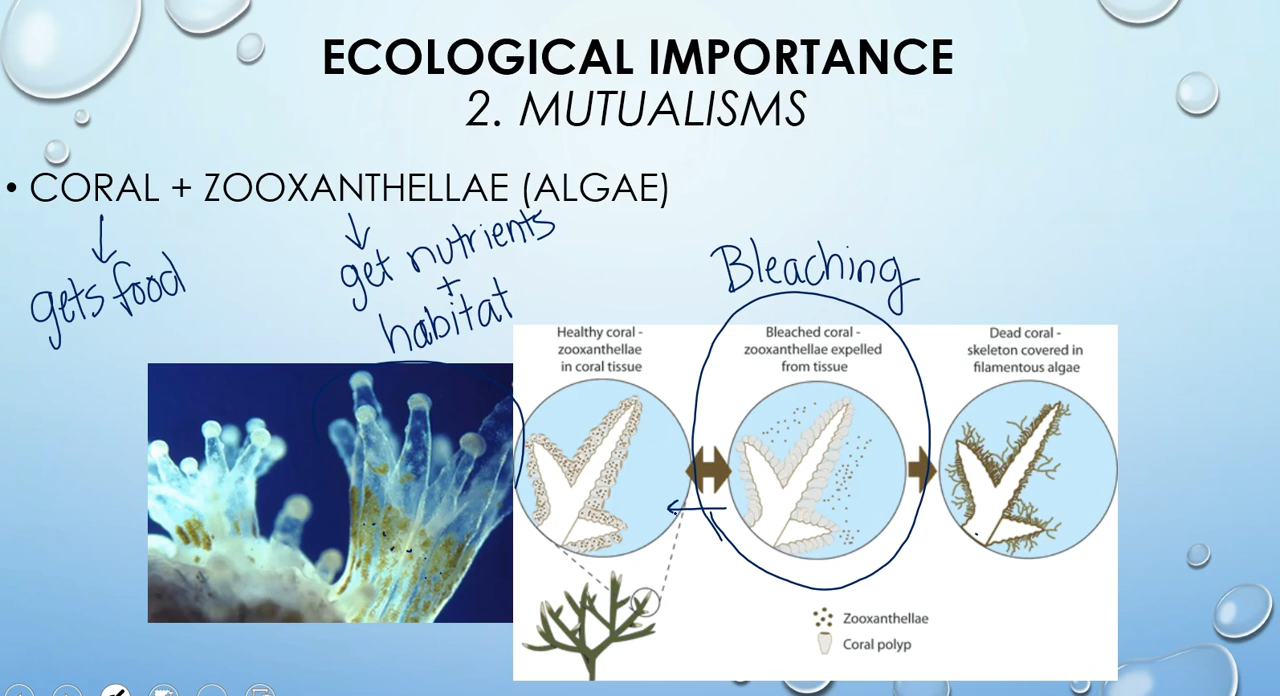 ECOLOGICAL IMPORTANCE
2. MUTUALISMS
• CORAL + ZOOXANTHELLAE (ALGAE)
gets food
get nutrients
+
habitat
Bleaching
Healthy coral -
zooxanthellae
in coral tissue
Bleached coral -
zooxanthellae expelled
from tissue
Dead coral -
skeleton covered in
filamentous algae
Zooxanthellae
Coral polyp